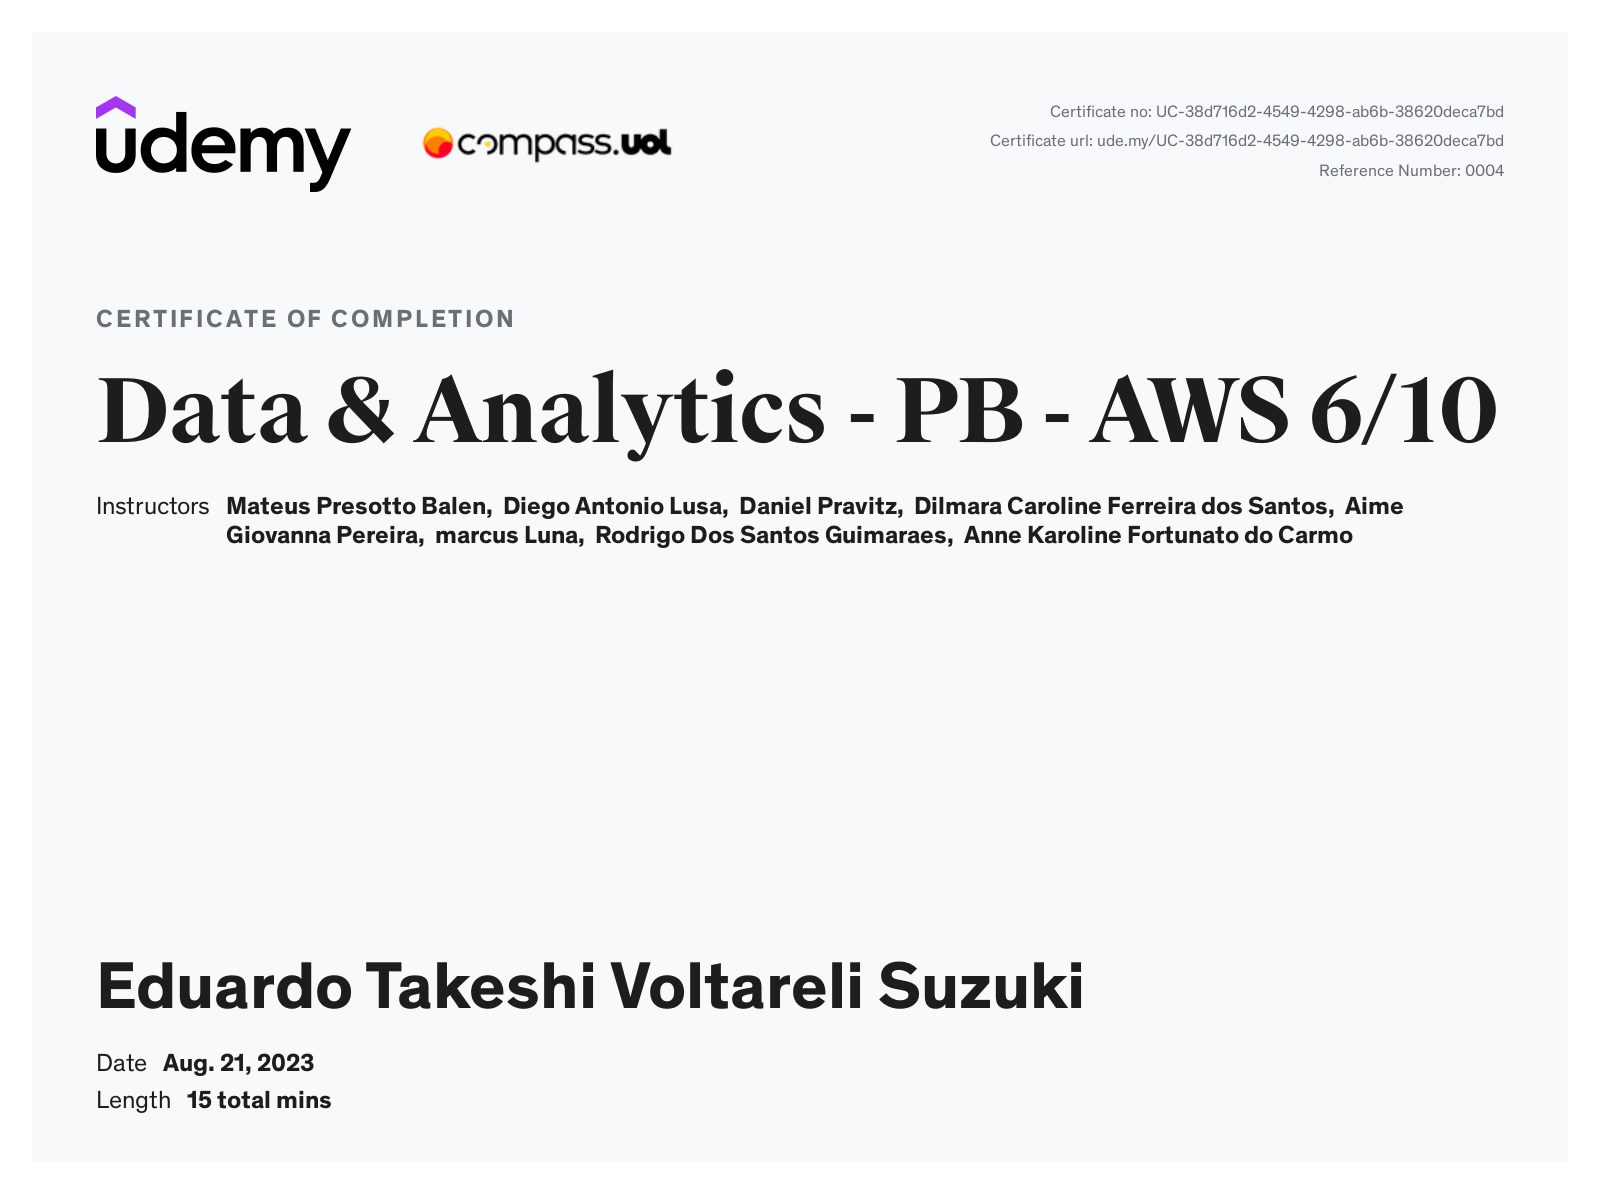 udemy
compass.uol
Certificate no: UC-38d716d2-4549-4298-ab6b-38620deca7bd
Certificate url: ude.my/UC-38d716d2-4549-4298-ab6b-38620deca7bd
Reference Number: 0004
CERTIFICATE OF COMPLETION
Data & Analytics - PB - AWS 6/10
Instructors Mateus Presotto Balen, Diego Antonio Lusa, Daniel Pravitz, Dilmara Caroline Ferreira dos Santos, Aime
Giovanna Pereira, marcus Luna, Rodrigo Dos Santos Guimaraes, Anne Karoline Fortunato do Carmo
Eduardo Takeshi Voltareli Suzuki
Date Aug. 21, 2023
Length 15 total mins